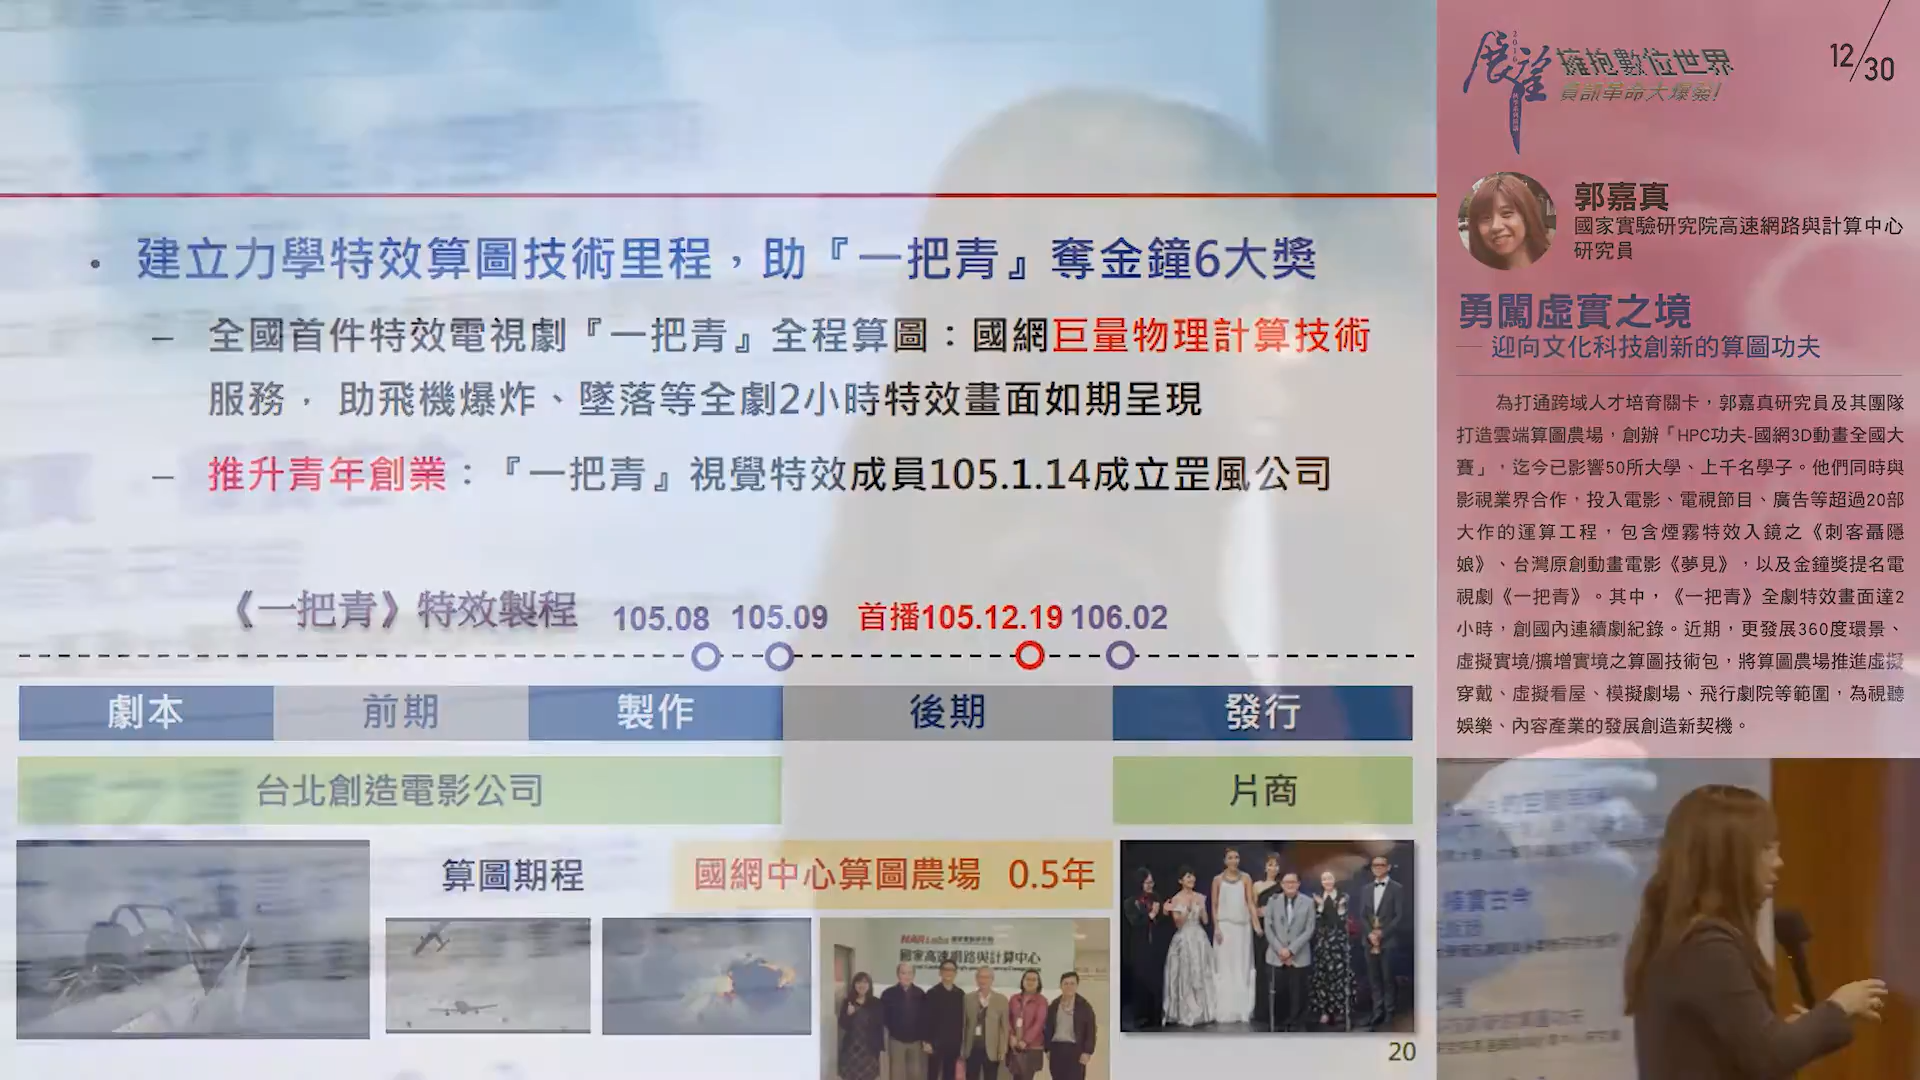 • 建立力學特效算圖技術里程，助『一把青』奪金鐘6大獎
– 全國首件特效電視劇『一把青』全程算圖：國網巨量物理計算技術
服務， 助飛機爆炸、墜落等全劇2小時特效畫面如期呈現
– 推升青年創業：『一把青』視覺特效成員105.1.14成立罡風公司
《一把青》特效製程 105.08 105.09 首播105.12.19 106.02
劇本 前期 製作 後期 發行
台北創造電影公司 片商
算圖期程 國網中心算圖農場 0.5年
NARLabs
國家高速網路與計算中心
20
展望 擁抱數位世界
資訊革命大爆發！
12/30
郭嘉真
國家實驗研究院高速網路與計算中心
研究員
勇闖虛實之境
— 迎向文化科技創新的算圖功夫
為打通跨域人才培育關卡，郭嘉真研究員及其團隊
打造雲端算圖農場，創辦「HPC功夫-國網3D動畫全國大
賽」，迄今已影響50所大學、上千名學子。他們同時與
影視業界合作，投入電影、電視節目、廣告等超過20部
大作的運算工程，包含煙霧特效入鏡之《刺客聶隱
娘》、台灣原創動畫電影《夢見》，以及金鐘獎提名電
視劇《一把青》。其中，《一把青》全劇特效畫面達2
小時，創國內連續劇紀錄。近期，更發展360度環景、
虛擬實境/擴增實境之算圖技術包，將算圖農場推進虛擬
穿戴、虛擬看屋、模擬劇場、飛行劇院等範圍，為視聽
娛樂、內容產業的發展創造新契機。